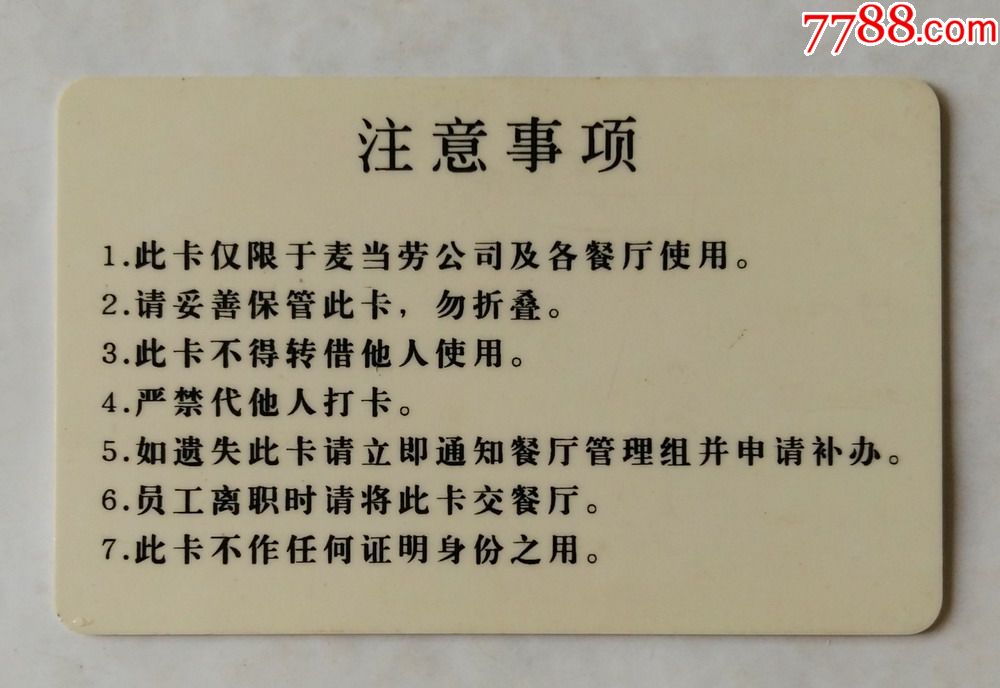 7788.com
注意事项
1.此卡仅限于麦当劳公司及各餐厅使用。
2.请妥善保管此卡，勿折叠。
3.此卡不得转借他人使用。
4.严禁代他人打卡。
5.如遗失此卡请立即通知餐厅管理组并申请补办。
6.员工离职时请将此卡交餐厅。
7.此卡不作任何证明身份之用。